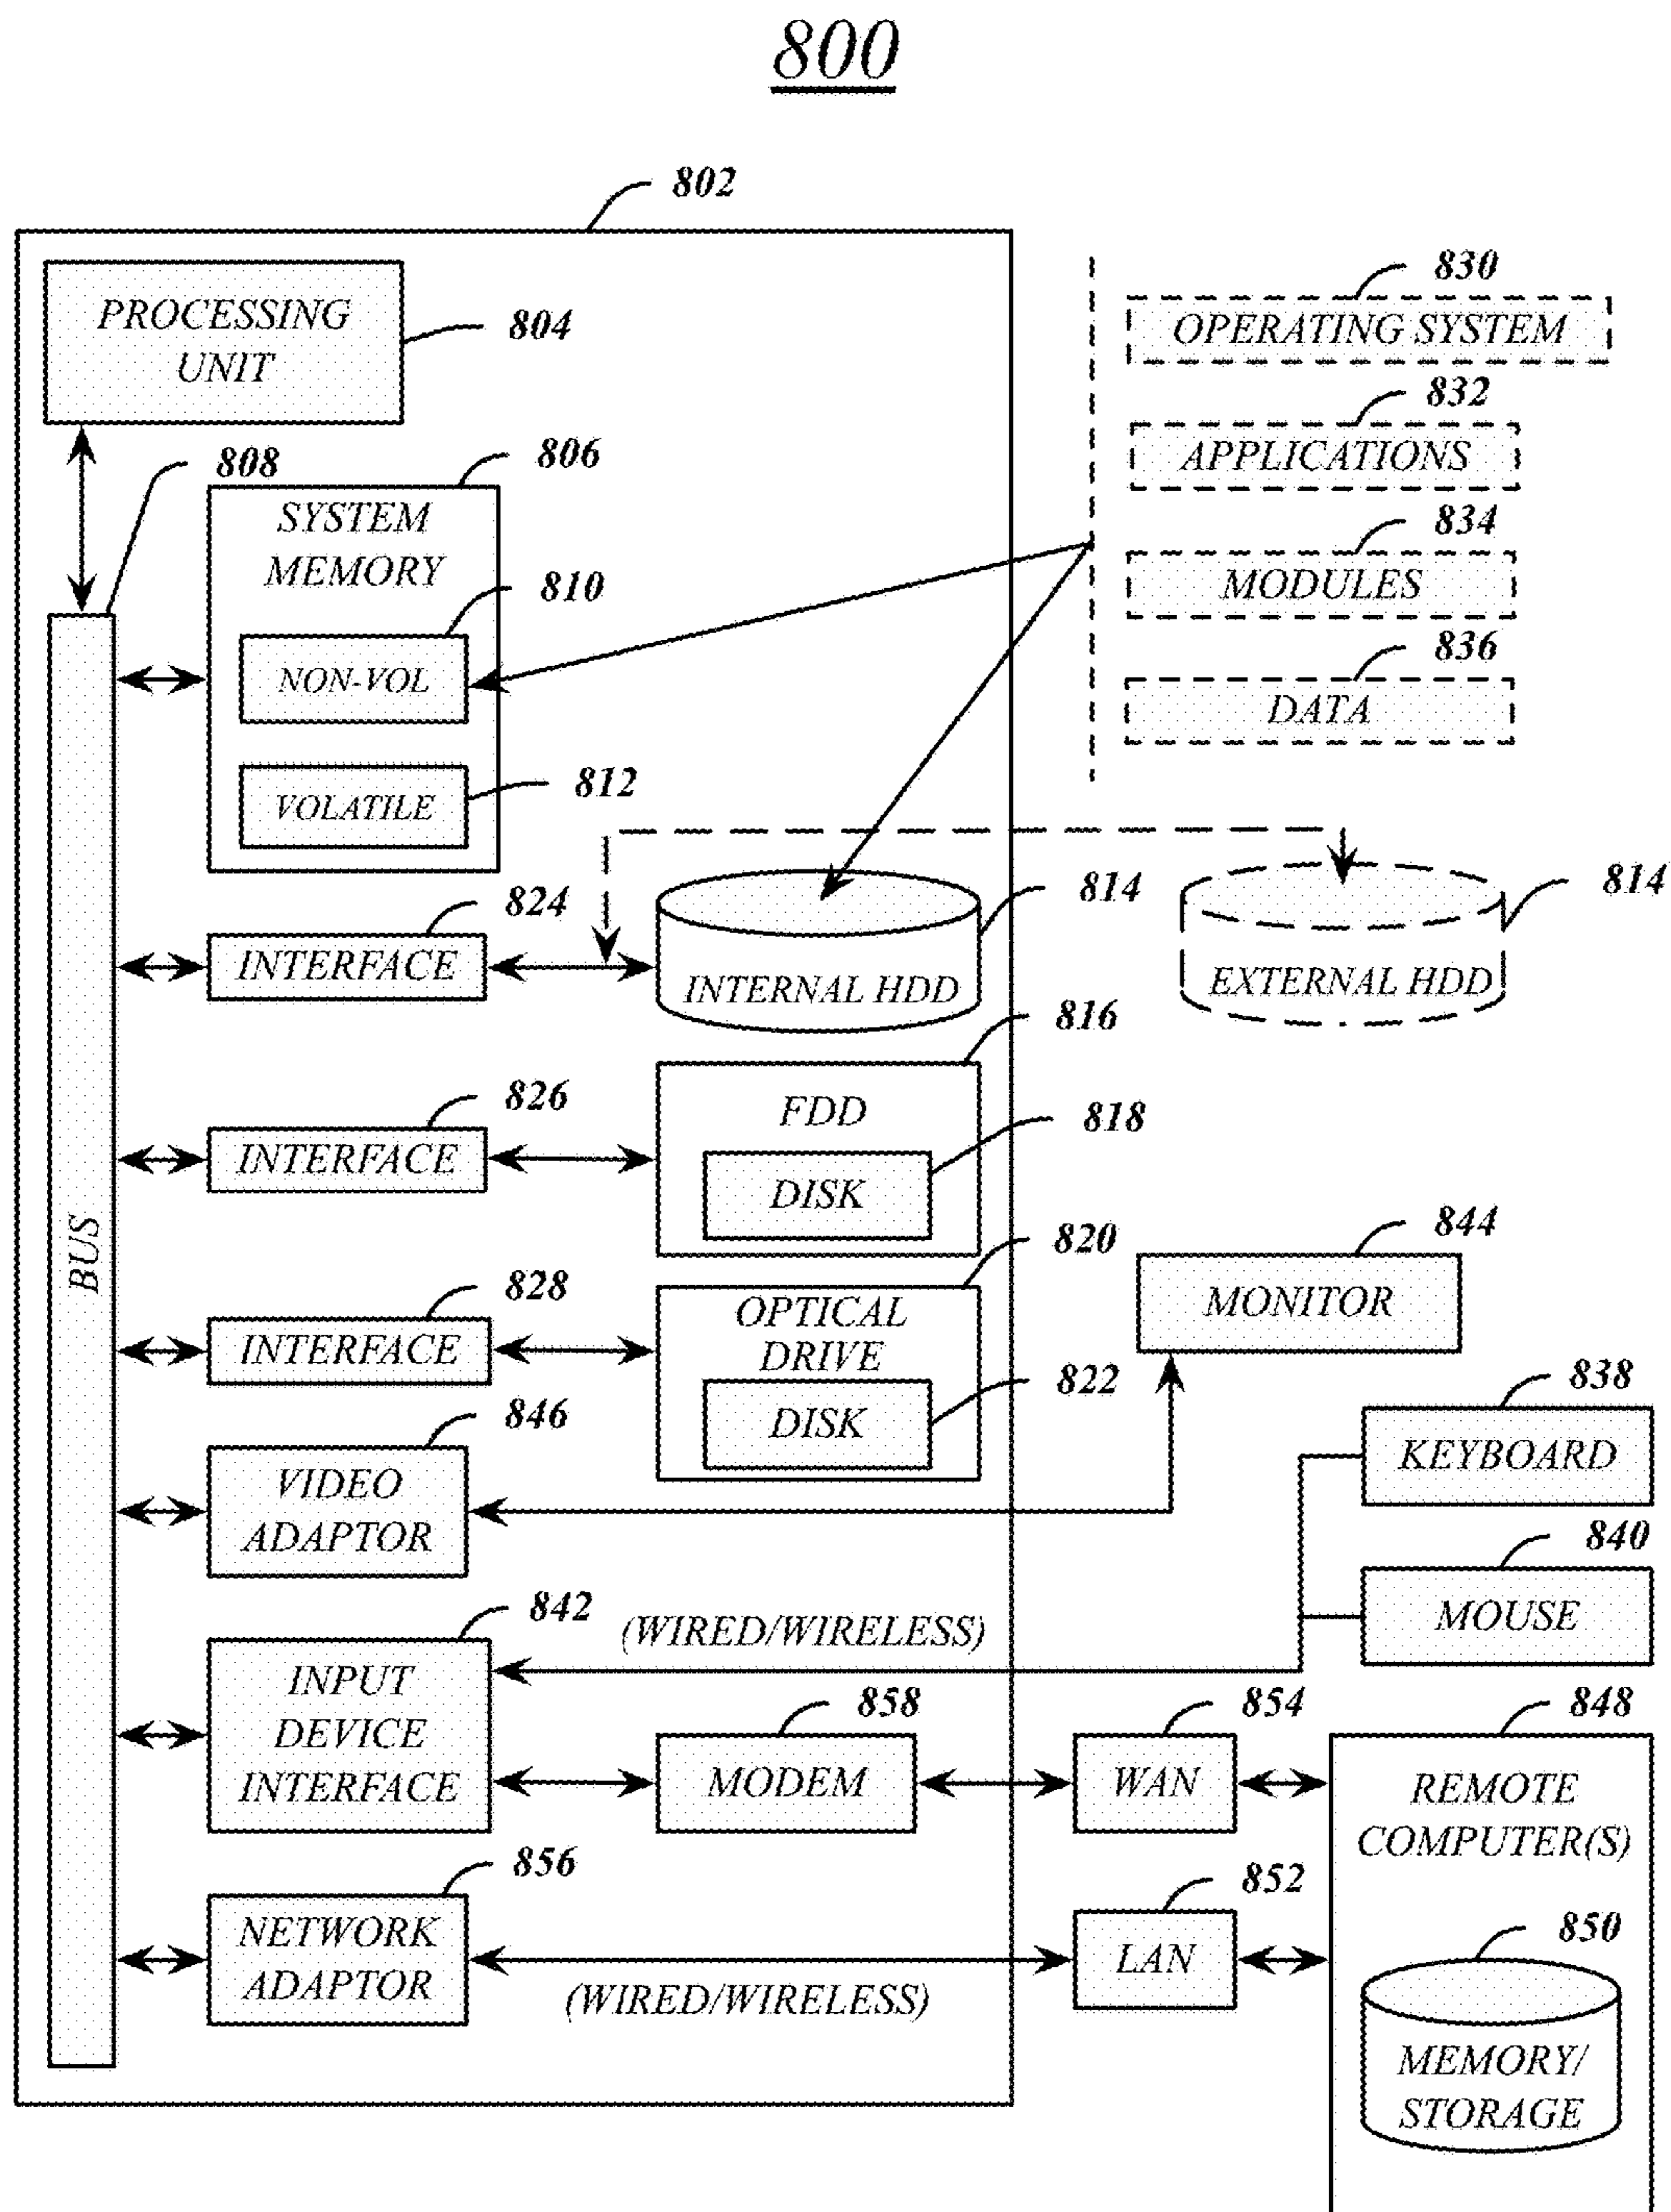 800
802
PROCESSING
UNIT
804
808
806
SYSTEM
MEMORY
810
NON-VOL
812
VOLATILE
830
OPERATING SYSTEM
832
APPLICATIONS
834
MODULES
836
DATA
824
INTERFACE
814
INTERNAL HDD
814
EXTERNAL HDD
816
826
INTERFACE
FDD
818
DISK
BUS
820
828
INTERFACE
OPTICAL
DRIVE
822
DISK
844
MONITOR
846
VIDEO
ADAPTOR
838
KEYBOARD
840
MOUSE
842
(WIRED/WIRELESS)
INPUT
DEVICE
INTERFACE
858
MODEM
854
WAN
848
REMOTE
COMPUTER(S)
856
NETWORK
ADAPTOR
(WIRED/WIRELESS)
852
LAN
850
MEMORY/
STORAGE